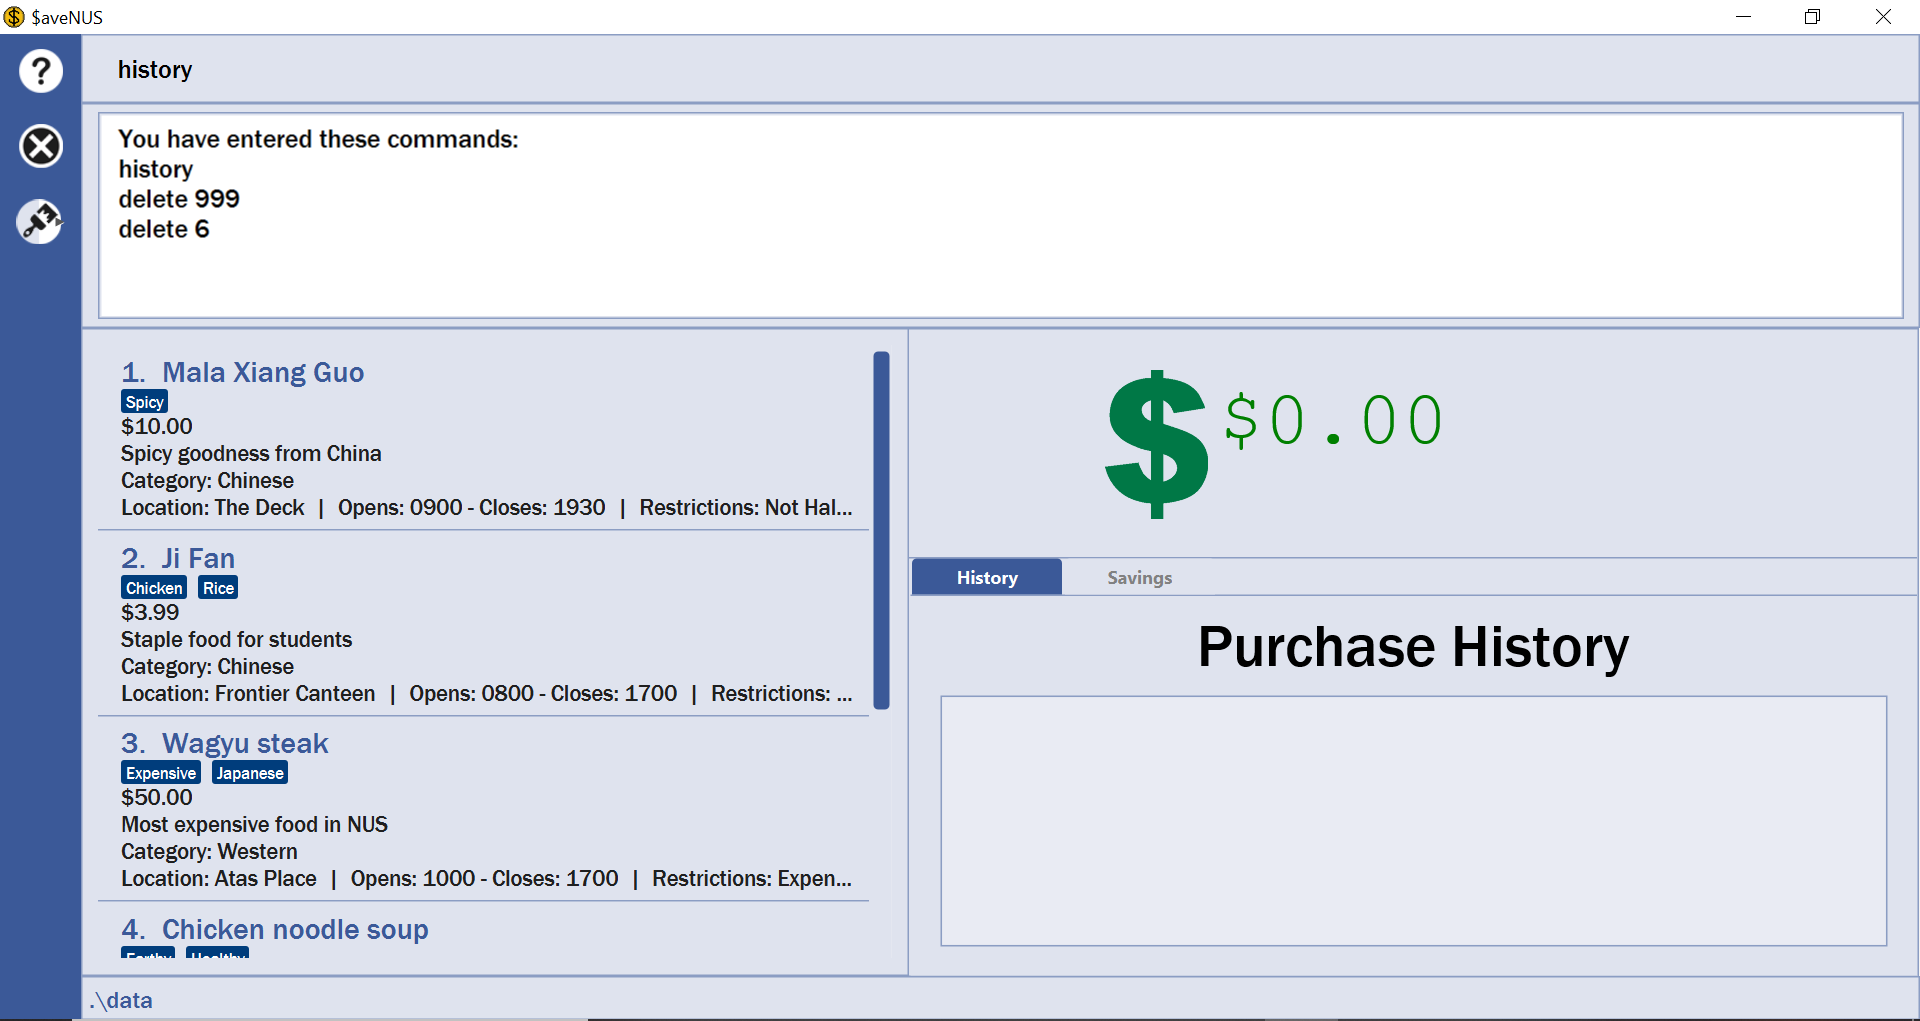 $aveNUS
history
You have entered these commands:
history
delete 999
delete 6
1. Mala Xiang Guo
Spicy
$10.00
Spicy goodness from China
Category: Chinese
Location: The Deck | Opens: 0900 - Closes: 1930 | Restrictions: Not Hal...
2. Ji Fan
Chicken Rice
$3.99
Staple food for students
Category: Chinese
Location: Frontier Canteen | Opens: 0800 - Closes: 1700 | Restrictions: ...
3. Wagyu steak
Expensive Japanese
$50.00
Most expensive food in NUS
Category: Western
Location: Atas Place | Opens: 1000 - Closes: 1700 | Restrictions: Expen...
4. Chicken noodle soup
Healthy
$ $0.00
History Savings
Purchase History
.\data